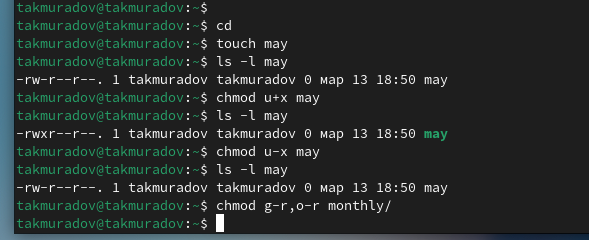 takmuradov@takmuradov:~$
takmuradov@takmuradov:~$ cd
takmuradov@takmuradov:~$ touch may
takmuradov@takmuradov:~$ ls -l may
-rw-r--r--. 1 takmuradov takmuradov 0 мар 13 18:50 may
takmuradov@takmuradov:~$ chmod u+x may
takmuradov@takmuradov:~$ ls -l may
-rwxr--r--. 1 takmuradov takmuradov 0 мар 13 18:50 may
takmuradov@takmuradov:~$ chmod u-x may
takmuradov@takmuradov:~$ ls -l may
-rw-r--r--. 1 takmuradov takmuradov 0 мар 13 18:50 may
takmuradov@takmuradov:~$ chmod g-r,o-r monthly/
takmuradov@takmuradov:~$